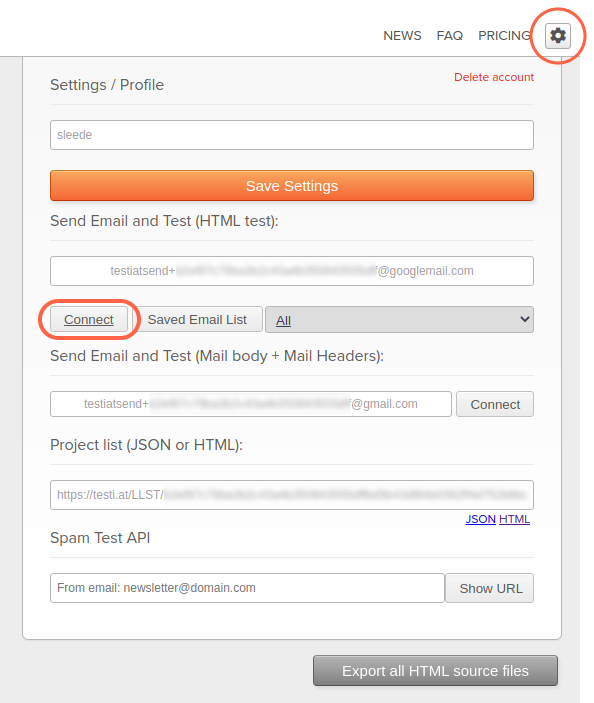 NEWS FAQ PRICING
Settings / Profile
Delete account
sleede
Save Settings
Send Email and Test (HTML test):
testiatsend+ @googlemail.com
Connect Saved Email List All
Send Email and Test (Mail body + Mail Headers):
testiatsend+ @gmail.com Connect
Project list (JSON or HTML):
https://testi.at/LLST/
JSON HTML
Spam Test API
From email: newsletter@domain.com Show URL
Export all HTML source files